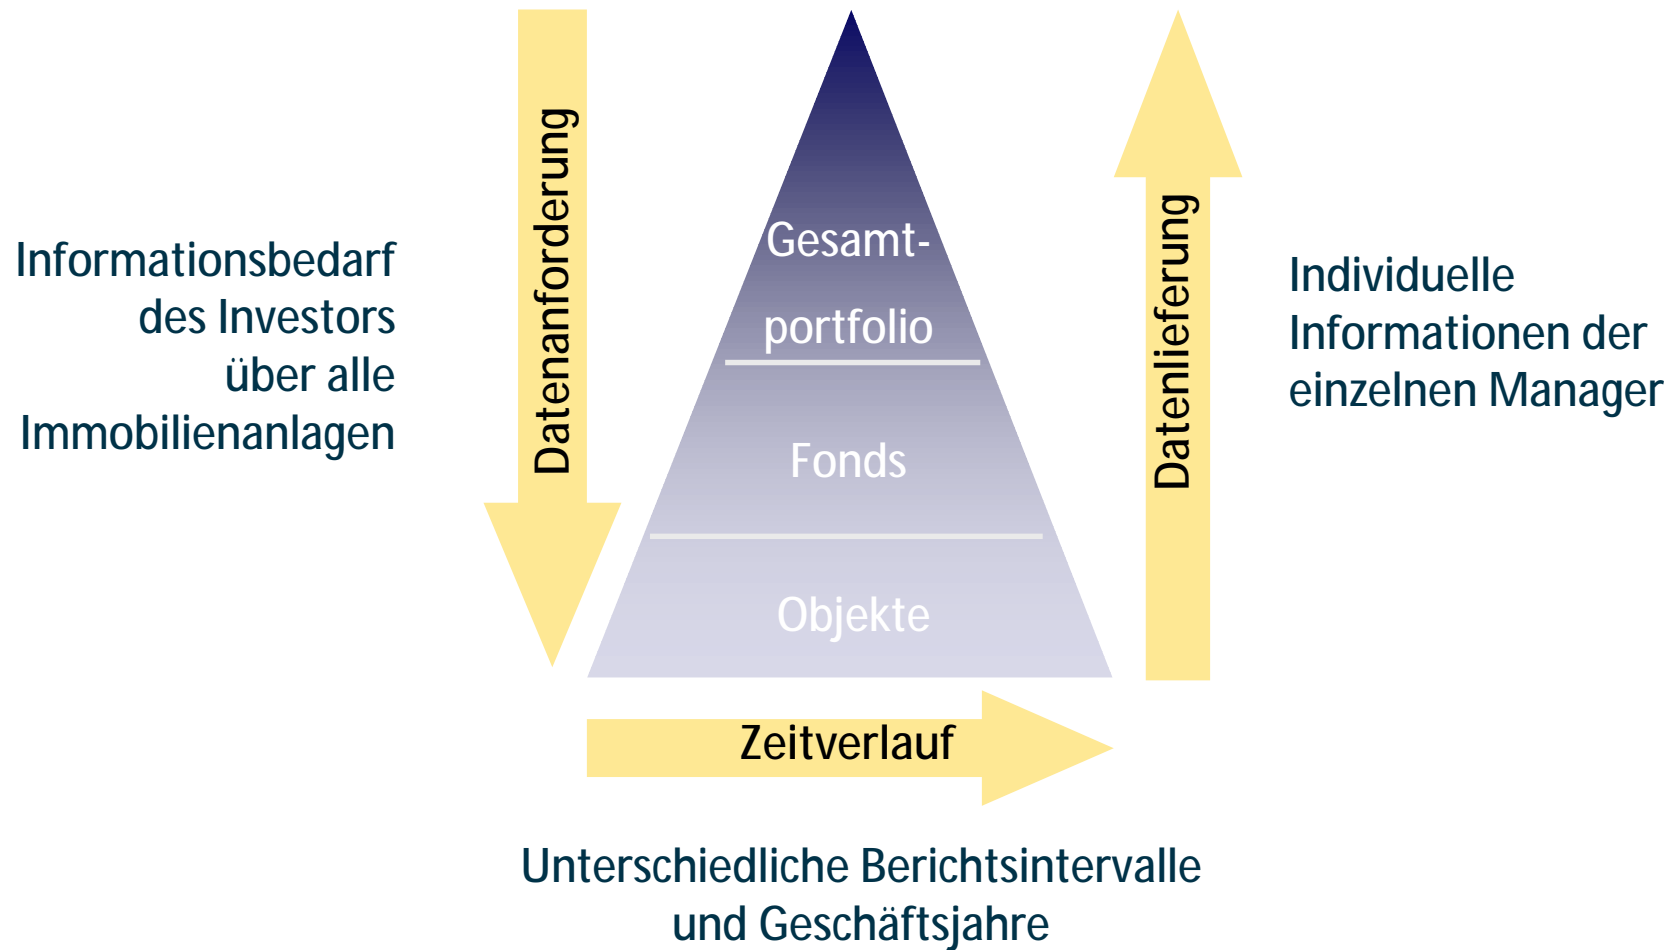 Informationsbedarf
des Investors
über alle
Immobilienanlagen
Datenanforderung
Gesamt-
portfolio
Fonds
Objekte
Datenlieferung
Individuelle
Informationen der
einzelnen Manager
Zeitverlauf
Unterschiedliche Berichtsintervalle
und Geschäftsjahre